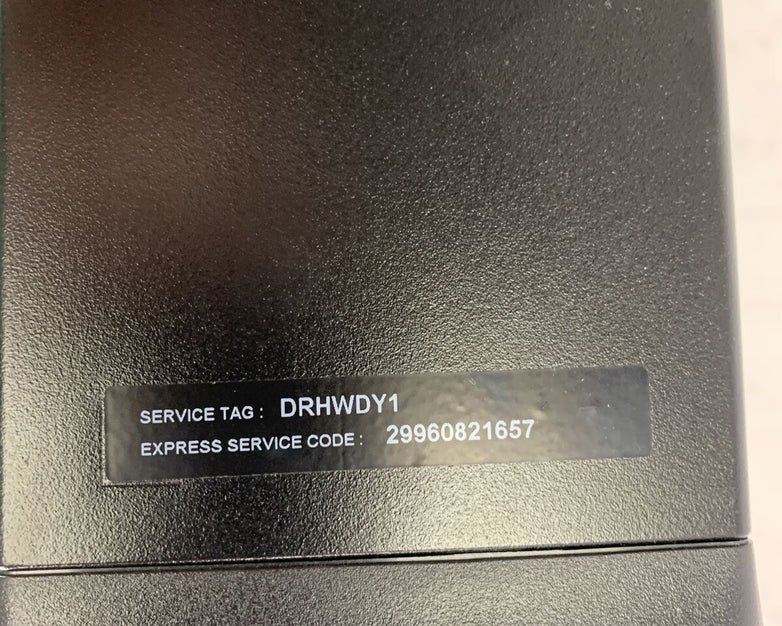 SERVICE TAG : DRHWDY1
EXPRESS SERVICE CODE : 29960821657